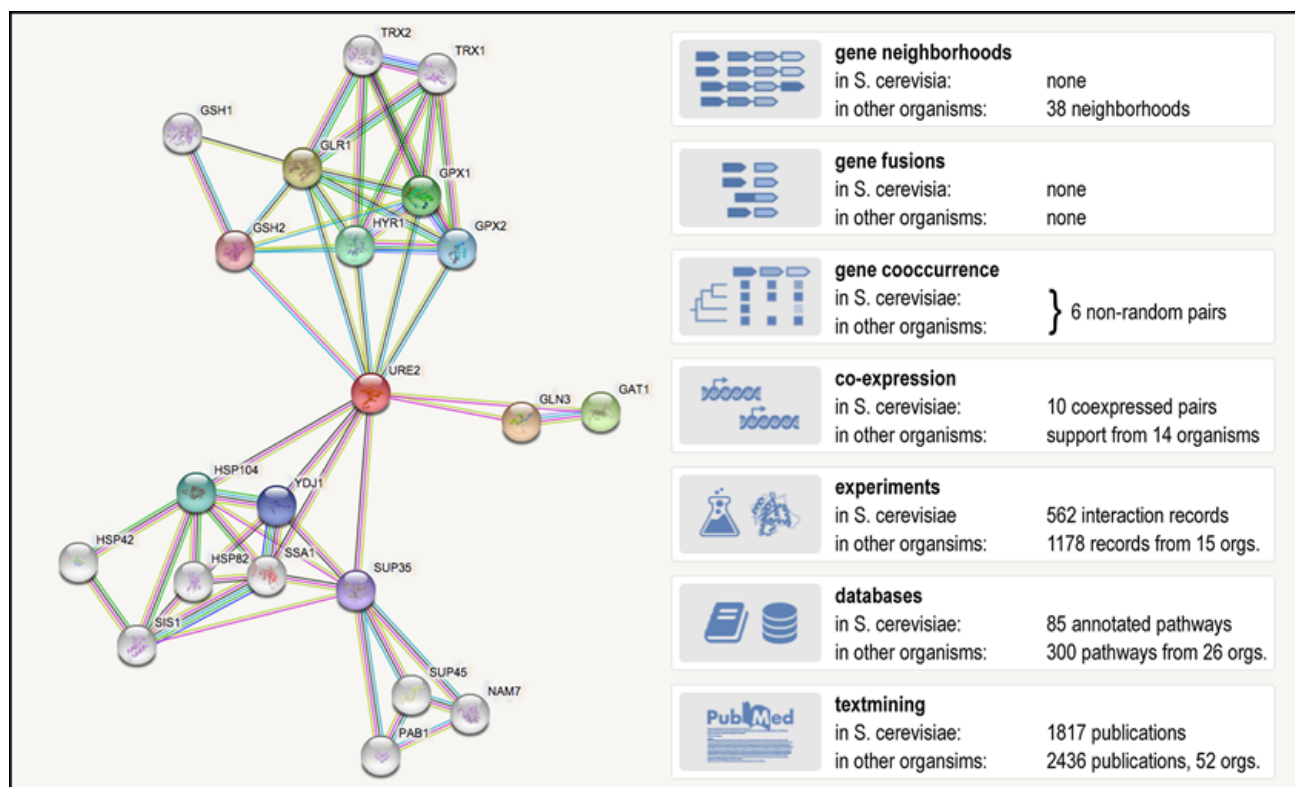 TRX2
TRX1
GSH1
GLR1
GPX1
GSH2
HYR1
GPX2
URE2
GLN3
GAT1
HSP104
YDJ1
HSP42
HSP82
SSA1
SUP35
SIS1
SUP45
NAM7
PAB1
gene neighborhoods
in S. cerevisia: none
in other organisms: 38 neighborhoods
gene fusions
in S. cerevisia: none
in other organisms: none
gene cooccurrence
in S. cerevisiae:
in other organisms:
} 6 non-random pairs
co-expression
in S. cerevisiae: 10 coexpressed pairs
in other organisms: support from 14 organisms
experiments
in S. cerevisiae 562 interaction records
in other organsims: 1178 records from 15 orgs.
databases
in S. cerevisiae: 85 annotated pathways
in other organisms: 300 pathways from 26 orgs.
PubMed
textmining
in S. cerevisiae: 1817 publications
in other organsims: 2436 publications, 52 orgs.